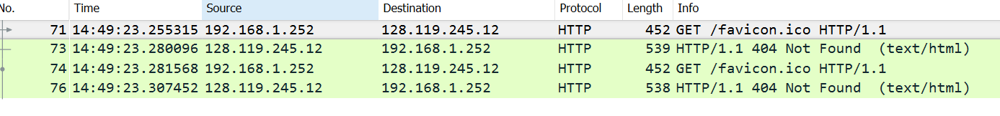 No. Time Source Destination Protocol Length Info
71 14:49:23.255315 192.168.1.252 128.119.245.12 HTTP 452 GET /favicon.ico HTTP/1.1
73 14:49:23.280096 128.119.245.12 192.168.1.252 HTTP 539 HTTP/1.1 404 Not Found (text/html)
74 14:49:23.281568 192.168.1.252 128.119.245.12 HTTP 452 GET /favicon.ico HTTP/1.1
76 14:49:23.307452 128.119.245.12 192.168.1.252 HTTP 538 HTTP/1.1 404 Not Found (text/html)